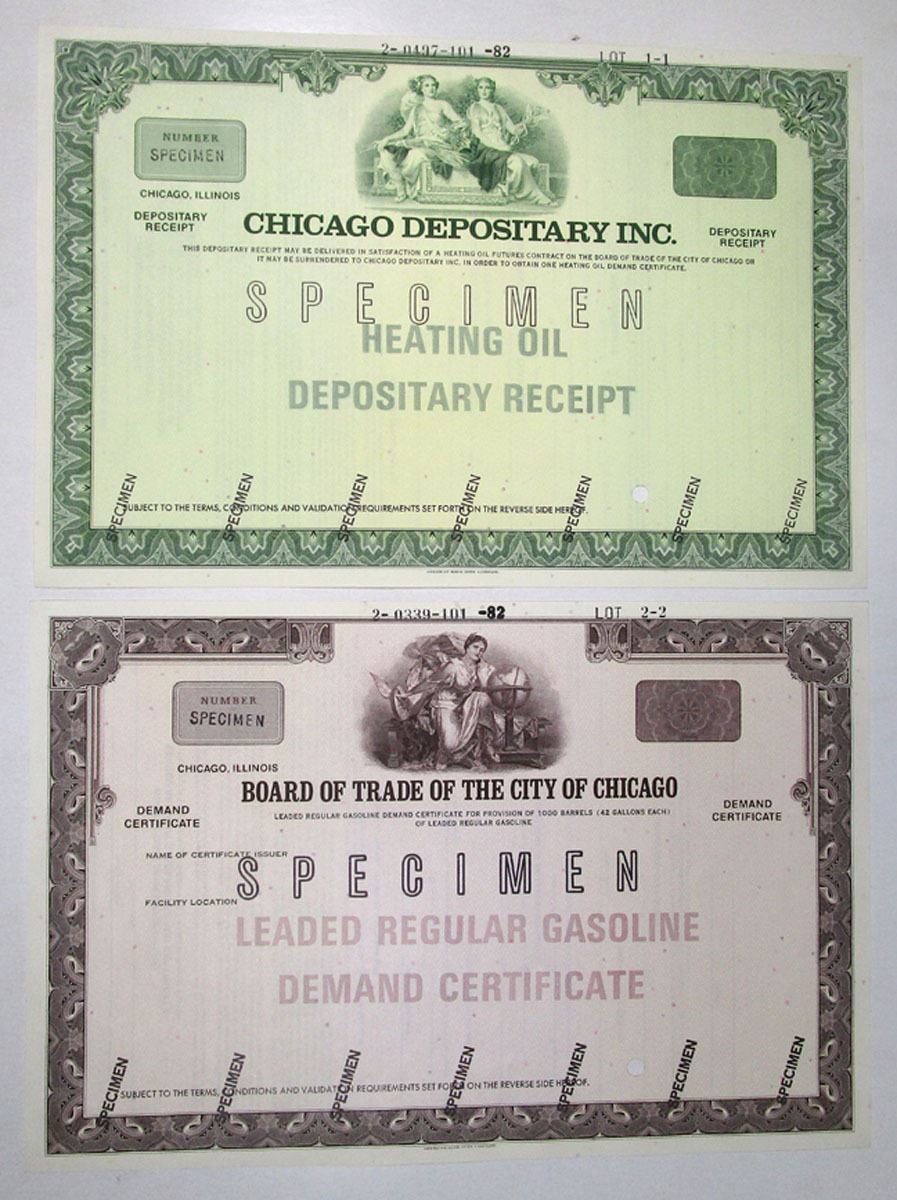 2- 0497-101 -82 LOT 1-1
NUMBER
SPECIMEN
CHICAGO, ILLINOIS
DEPOSITARY
RECEIPT
CHICAGO DEPOSITARY INC.
DEPOSITARY
RECEIPT
THIS DEPOSITARY RECEIPT MAY BE DELIVERED IN SATISFACTION OF A HEATING OIL FUTURES CONTRACT ON THE BOARD OF TRADE OF THE CITY OF CHICAGO OR
IT MAY BE SURRENDERED TO CHICAGO DEPOSITARY INC. IN ORDER TO OBTAIN ONE HEATING OIL DEMAND CERTIFICATE.
SPECIMEN
HEATING OIL
DEPOSITARY RECEIPT
SPECIMEN SPECIMEN SPECIMEN SPECIMEN SPECIMEN SPECIMEN SPECIMEN
SUBJECT TO THE TERMS, CONDITIONS AND VALIDATION REQUIREMENTS SET FORTH ON THE REVERSE SIDE HEREOF.
2- 0339-101 -82 LOT 2-2
NUMBER
SPECIMEN
CHICAGO, ILLINOIS
BOARD OF TRADE OF THE CITY OF CHICAGO
DEMAND
CERTIFICATE
DEMAND
CERTIFICATE
LEADED REGULAR GASOLINE DEMAND CERTIFICATE FOR PROVISION OF 1000 BARRELS (42 GALLONS EACH)
OF LEADED REGULAR GASOLINE
NAME OF CERTIFICATE ISSUER
SPECIMEN
FACILITY LOCATION
LEADED REGULAR GASOLINE
DEMAND CERTIFICATE
SPECIMEN SPECIMEN SPECIMEN SPECIMEN SPECIMEN SPECIMEN SPECIMEN
SUBJECT TO THE TERMS, CONDITIONS AND VALIDATION REQUIREMENTS SET FORTH ON THE REVERSE SIDE HEREOF.